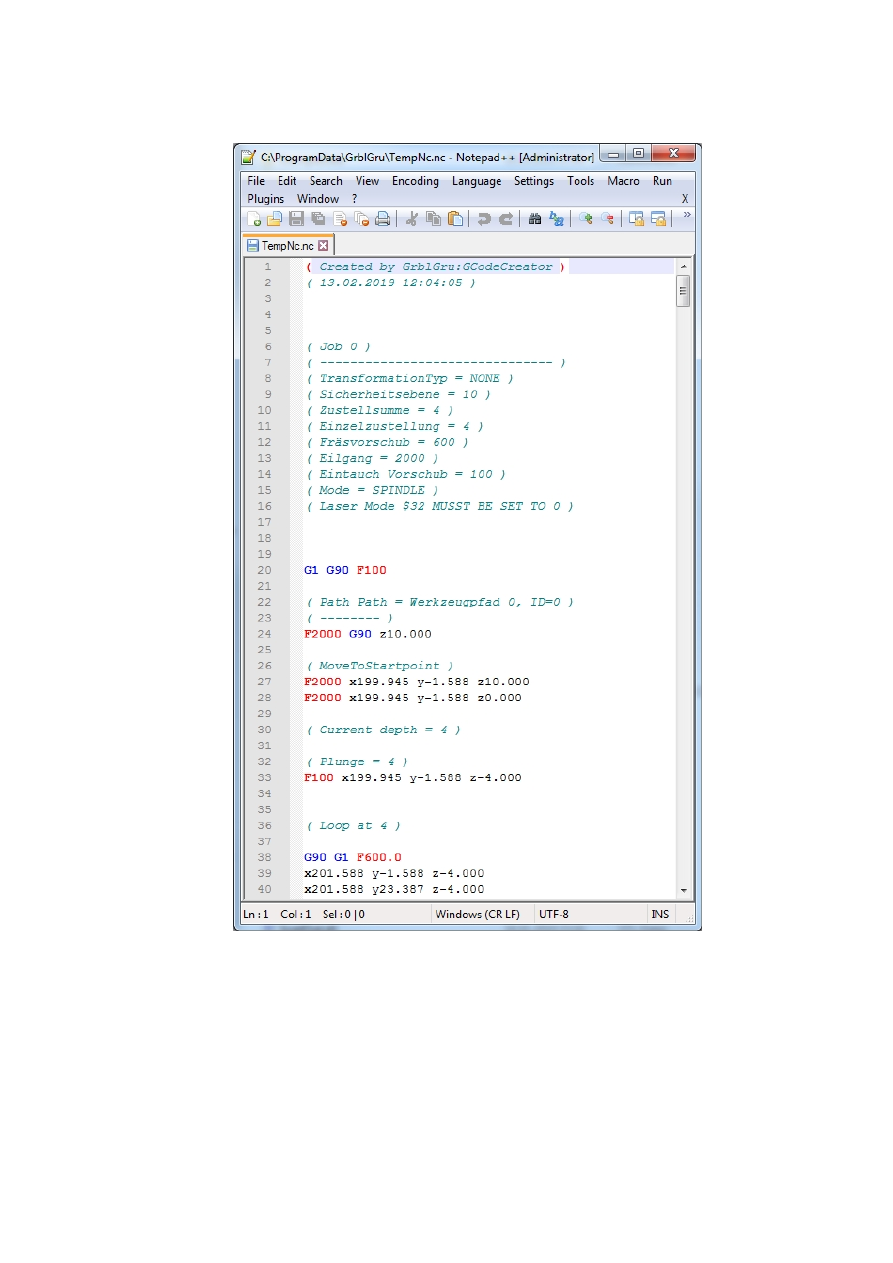 C:\ProgramData\GrblGru\TempNc.nc - Notepad++ [Administrator]
File Edit Search View Encoding Language Settings Tools Macro Run
Plugins Window ? X
»
TempNc.nc
1 ( Created by GrblGru:GCodeCreator )
2 ( 13.02.2019 12:04:05 )
3
4
5
6 ( Job 0 )
7 ( ------------------------------- )
8 ( TransformationTyp = NONE )
9 ( Sicherheitsebene = 10 )
10 ( Zustellsumme = 4 )
11 ( Einzelzustellung = 4 )
12 ( Fräsvorschub = 600 )
13 ( Eilgang = 2000 )
14 ( Eintauch Vorschub = 100 )
15 ( Mode = SPINDLE )
16 ( Laser Mode $32 MUSST BE SET TO 0 )
17
18
19
20 G1 G90 F100
21
22 ( Path Path = Werkzeugpfad 0, ID=0 )
23 ( -------- )
24 F2000 G90 z10.000
25
26 ( MoveToStartpoint )
27 F2000 x199.945 y-1.588 z10.000
28 F2000 x199.945 y-1.588 z0.000
29
30 ( Current depth = 4 )
31
32 ( Plunge = 4 )
33 F100 x199.945 y-1.588 z-4.000
34
35
36 ( Loop at 4 )
37
38 G90 G1 F600.0
39 x201.588 y-1.588 z-4.000
40 x201.588 y23.387 z-4.000
Ln : 1 Col : 1 Sel : 0 | 0 Windows (CR LF) UTF-8 INS